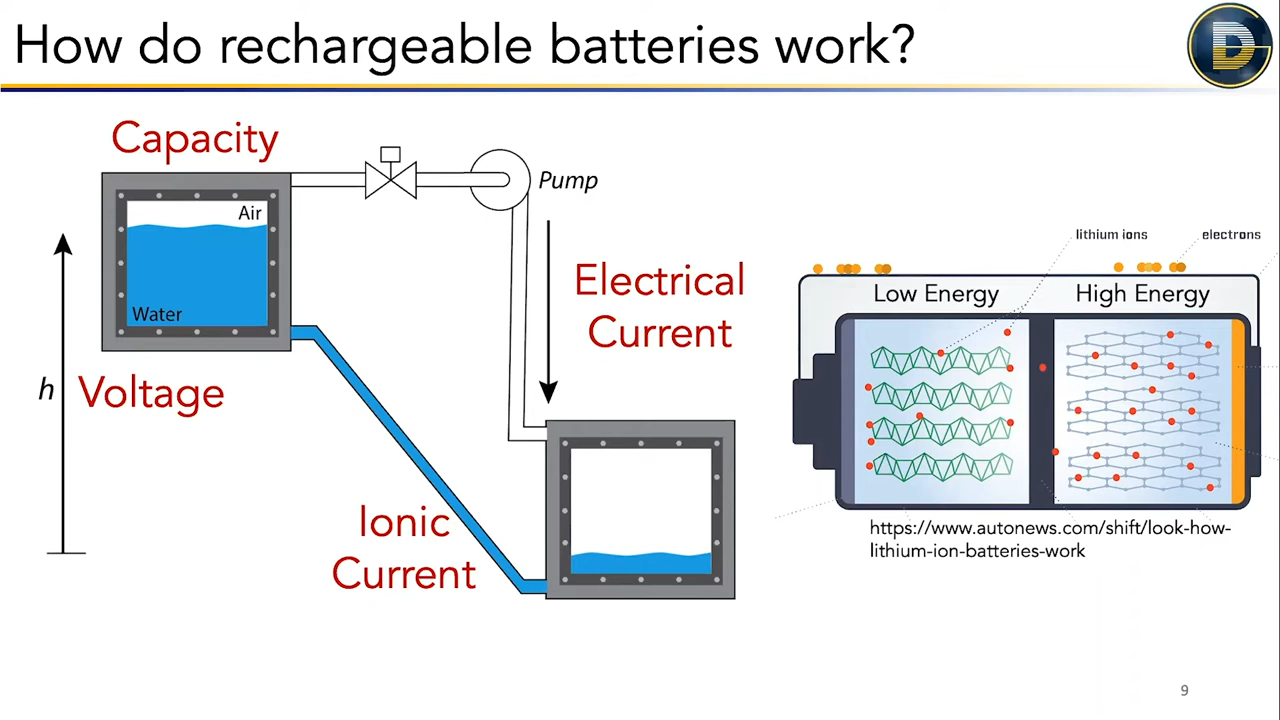 How do rechargeable batteries work?
Capacity
Air
Water
Pump
h
Voltage
Electrical
Current
Ionic
Current
lithium ions
electrons
Low Energy
High Energy
https://www.autonews.com/shift/look-how-
lithium-ion-batteries-work
9